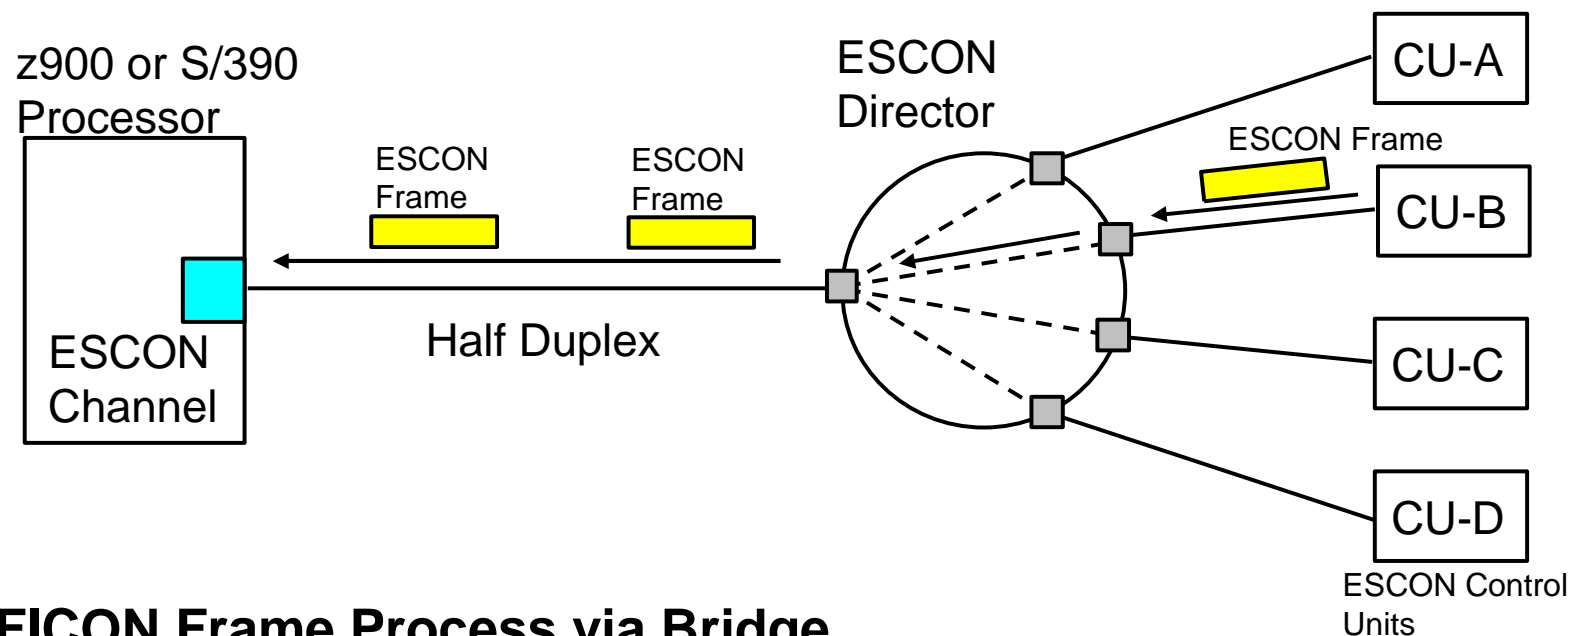 z900 or S/390
Processor
ESCON
Director
CU-A
ESCON
Frame
ESCON
Frame
ESCON Frame
CU-B
ESCON
Channel
Half Duplex
CU-C
CU-D
ESCON Control
Units
FICON Frame Process via Bridge